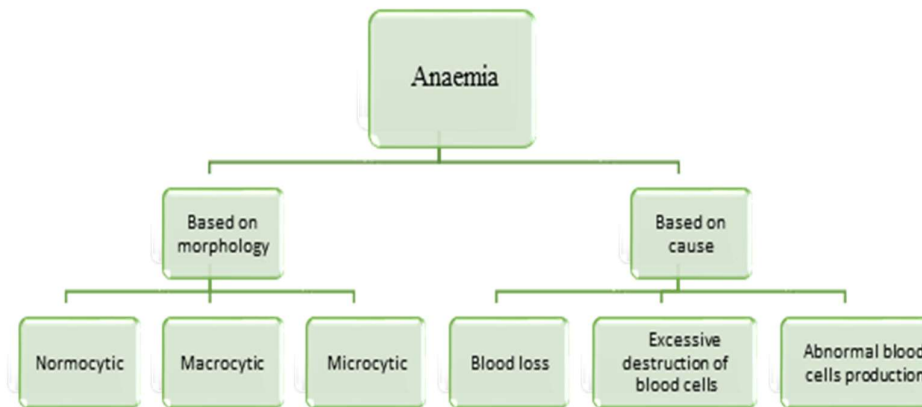 Anaemia
Based on
morphology
Based on
cause
Normocytic
Macrocytic
Microcytic
Blood loss
Excessive
destruction of
blood cells
Abnormal blood
cells production